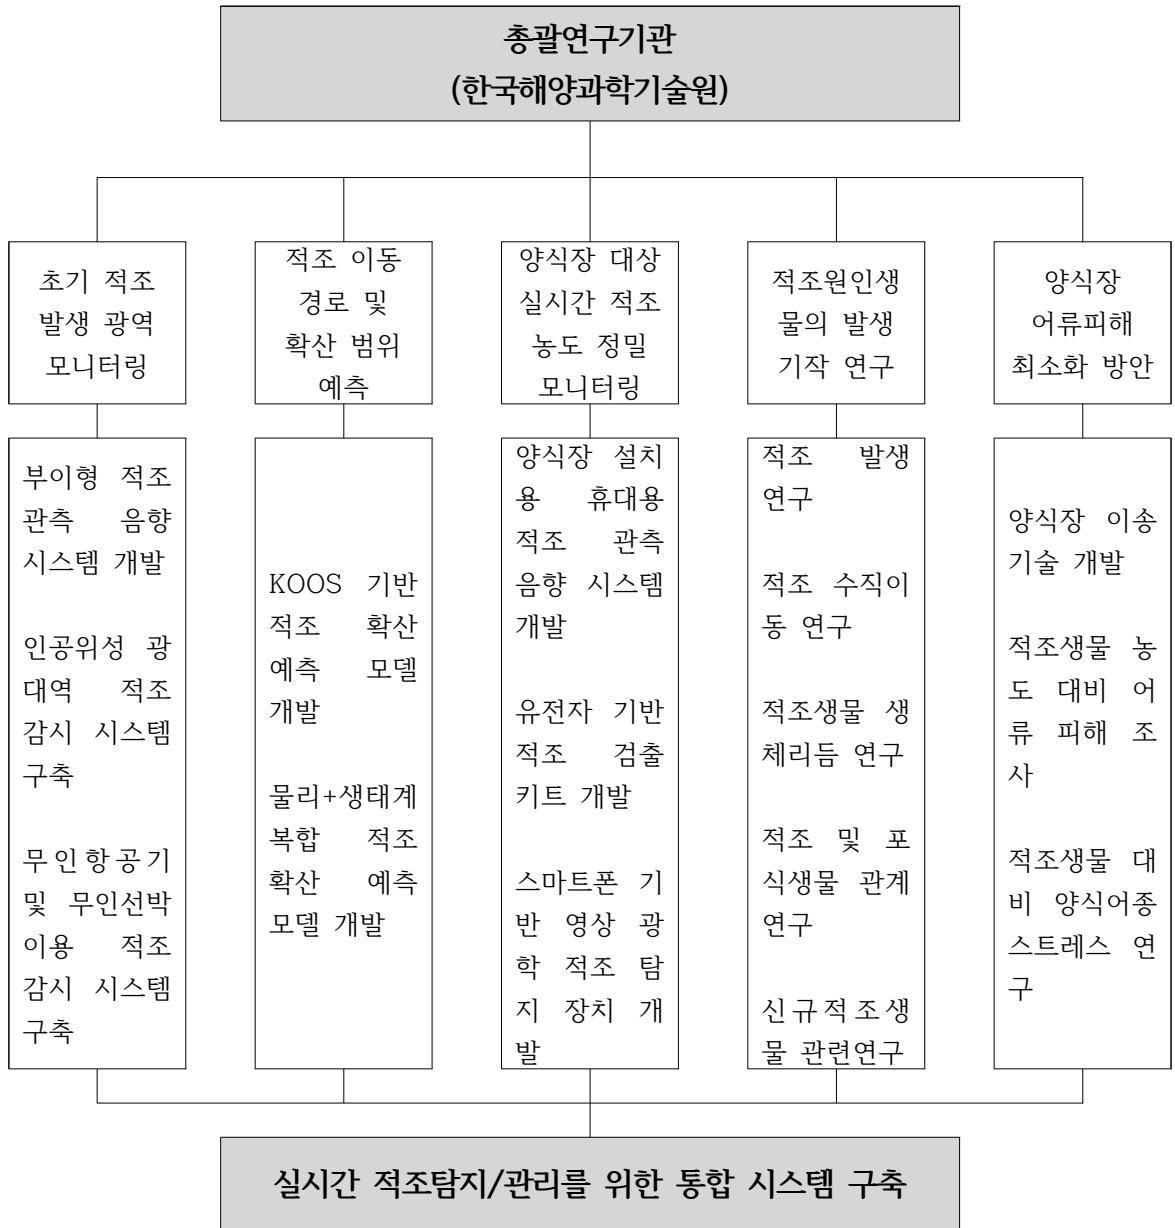 총괄연구기관
(한국해양과학기술원)
초기 적조
발생 광역
모니터링
적조 이동
경로 및
확산 범위
예측
양식장 대상
실시간 적조
농도 정밀
모니터링
적조원인생
물의 발생
기작 연구
양식장
어류피해
최소화 방안
부이형 적조
관측 음향
시스템 개발
인공위성 광
대역 적조
감시 시스템
구축
무인항공기
및 무인선박
이용 적조
감시 시스템
구축
KOOS 기반
적조 확산
예측 모델
개발
물리+생태계
복합 적조
확산 예측
모델 개발
양식장 설치
용 휴대용
적조 관측
음향 시스템
개발
유전자 기반
적조 검출
키트 개발
스마트폰 기
반 영상 광
학 적조 탐
지 장치 개
발
적조 발생
연구
적조 수직이
동 연구
적조생물 생
체리듬 연구
적조 및 포
식생물 관계
연구
신규적조생
물 관련연구
양식장 이송
기술 개발
적조생물 농
도 대비 어
류 피해 조
사
적조생물 대
비 양식어종
스트레스 연
구
실시간 적조탐지/관리를 위한 통합 시스템 구축